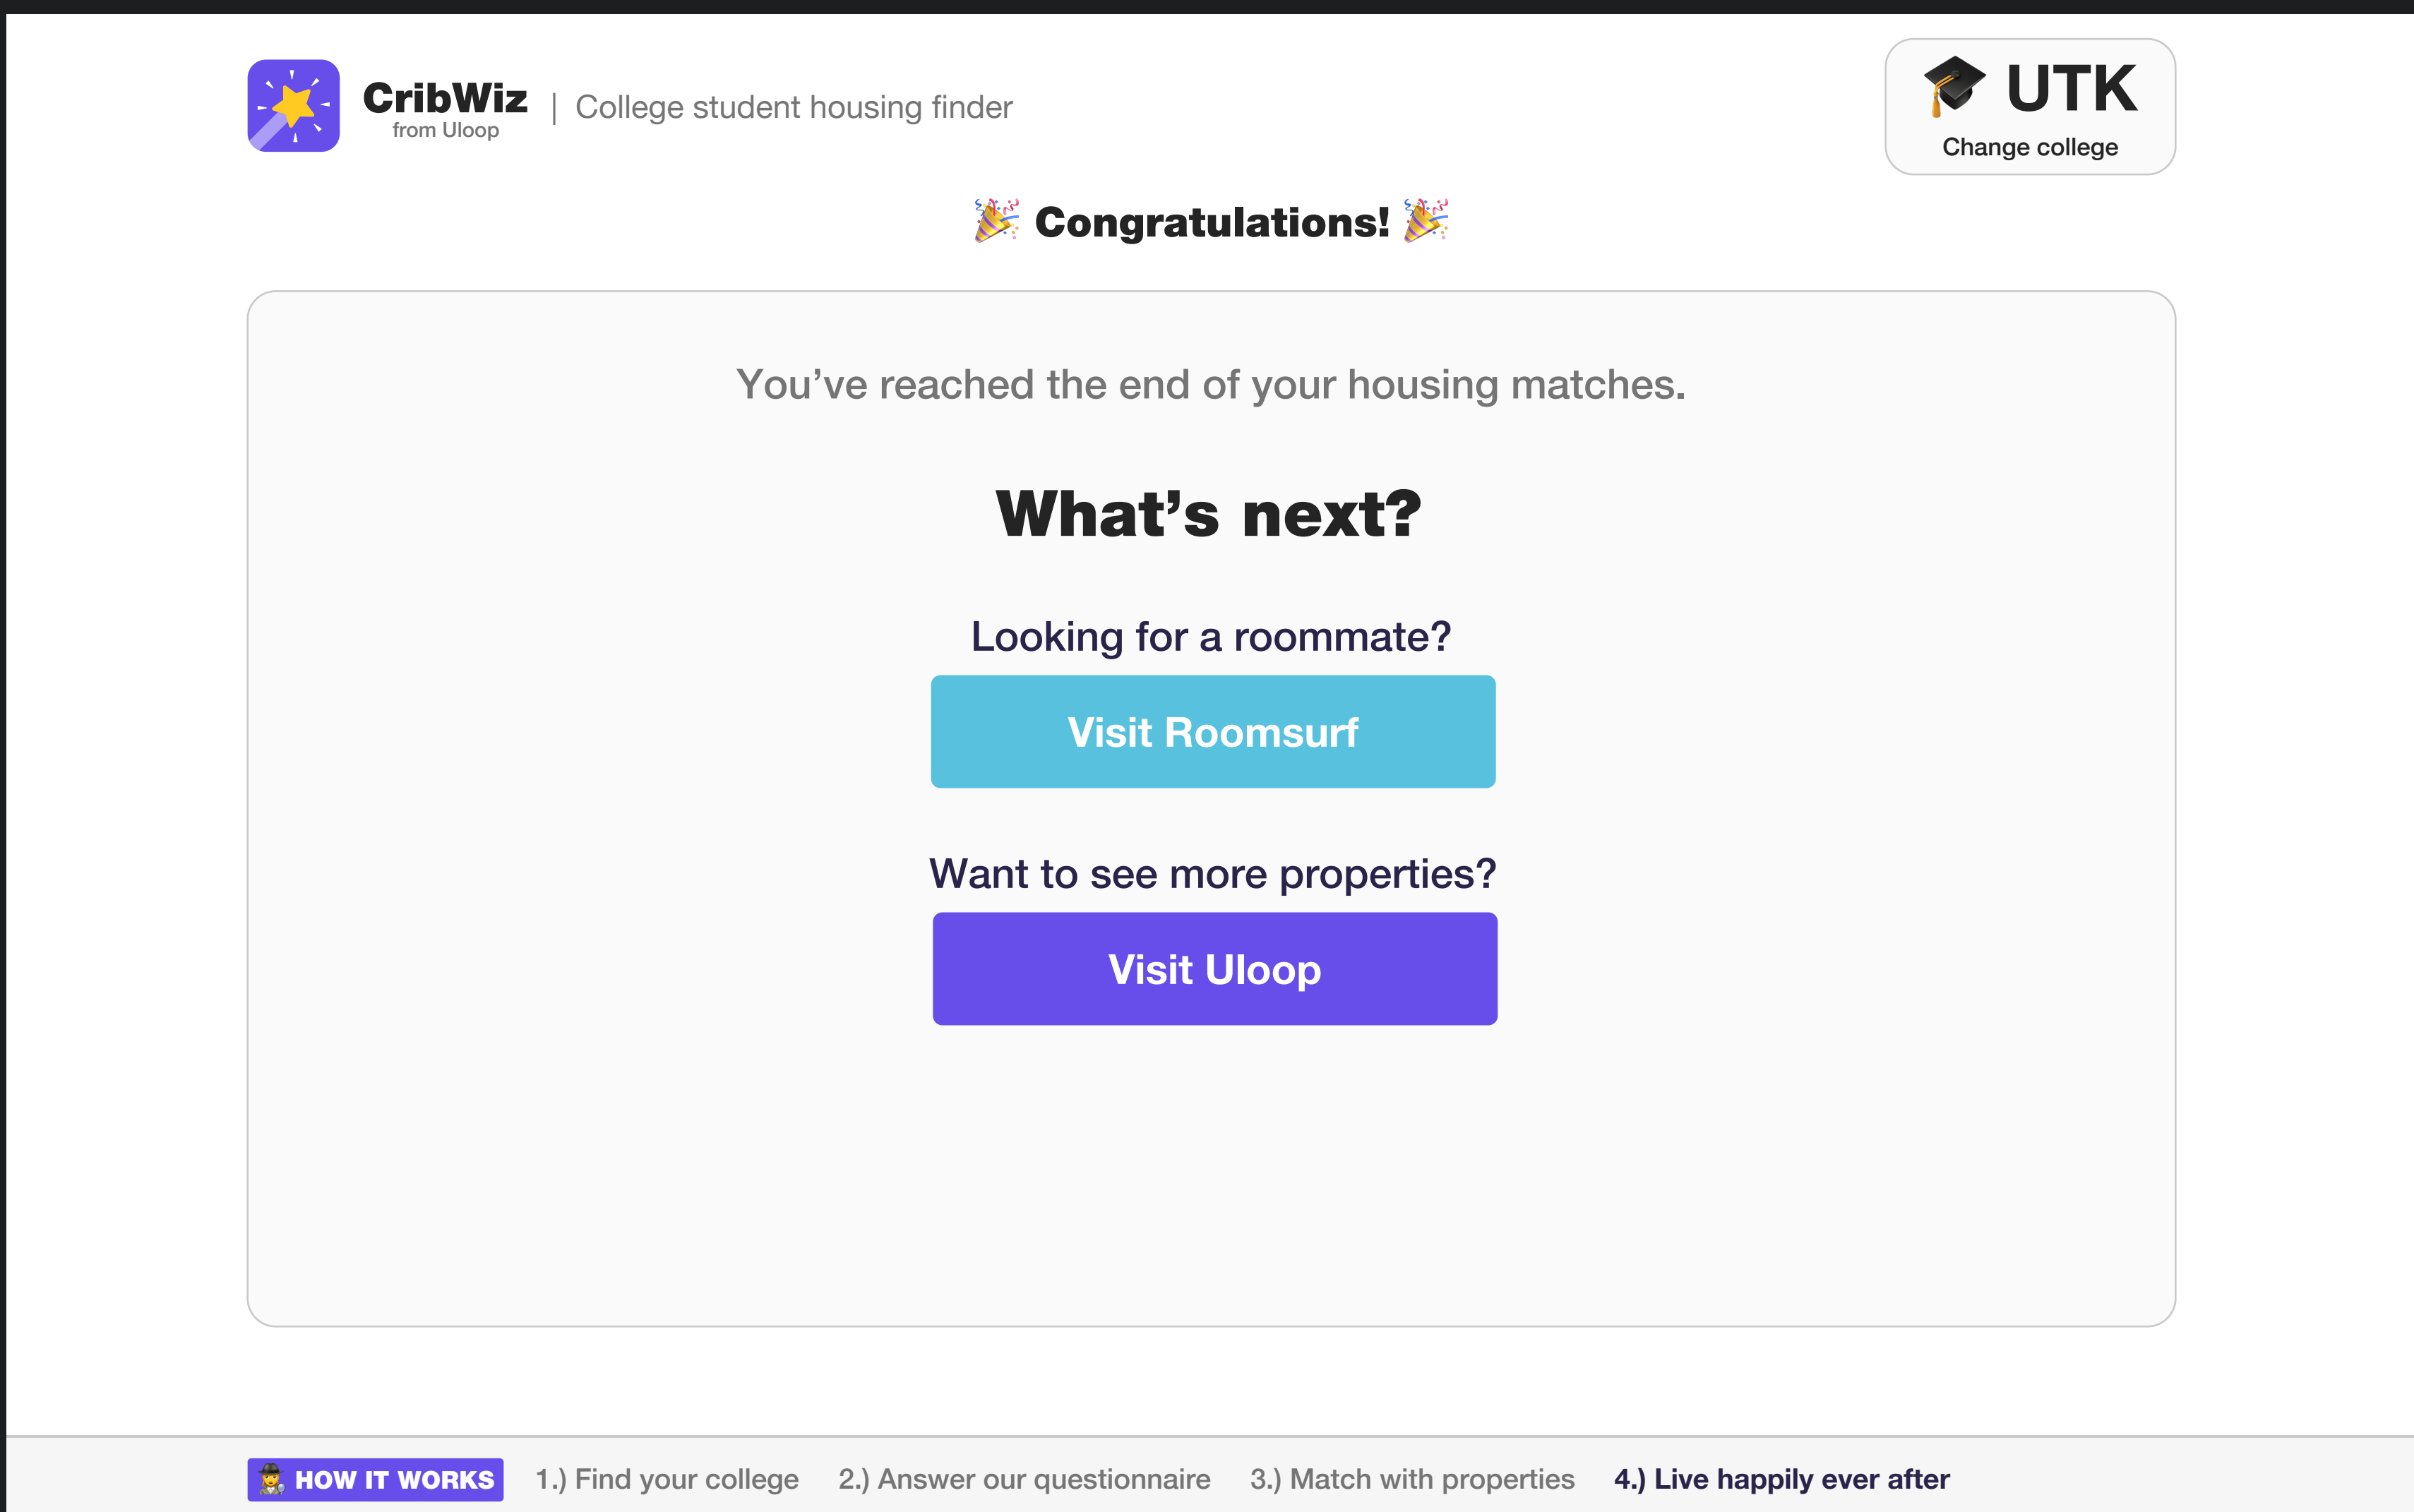 CribWiz
from Uloop
| College student housing finder
🎓 UTK
Change college
🎉 Congratulations! 🎉
You’ve reached the end of your housing matches.
What’s next?
Looking for a roommate?
Visit Roomsurf
Want to see more properties?
Visit Uloop
HOW IT WORKS 1.) Find your college 2.) Answer our questionnaire 3.) Match with properties 4.) Live happily ever after